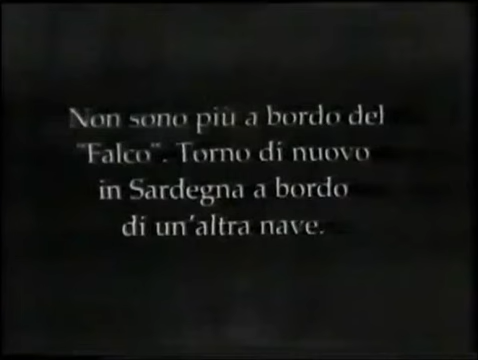 Non sono più a bordo del
"Falco". Torno di nuovo
in Sardegna a bordo
di un'altra nave.